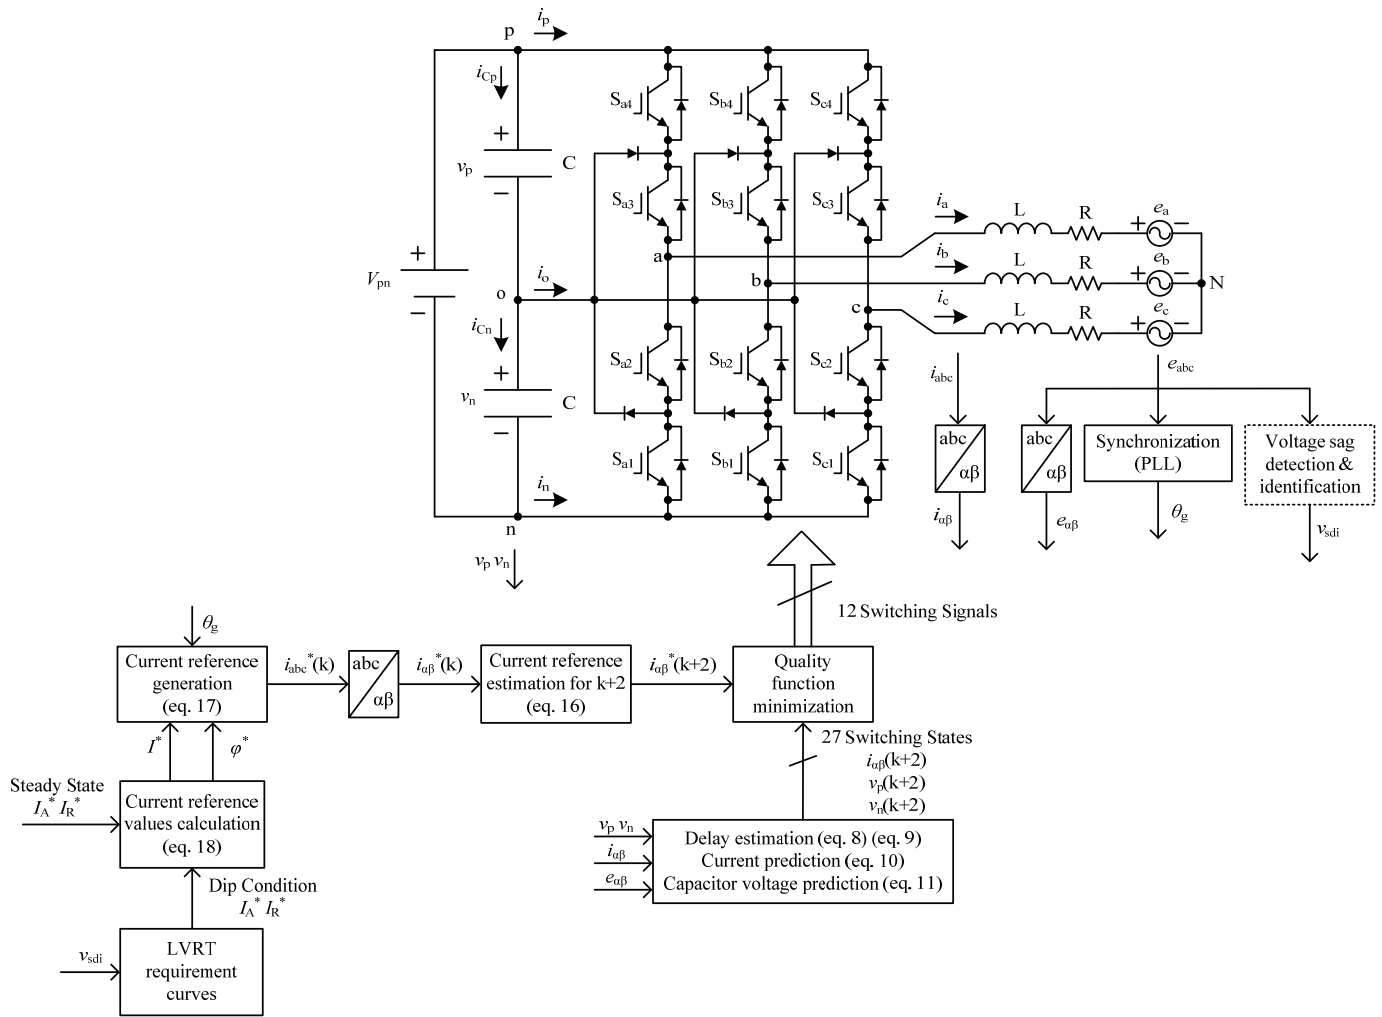 p
i_p
i_Cp
+
v_p
C
−
S_a4
S_b4
S_c4
S_a3
S_b3
S_c3
+
V_pn
−
o
i_o
i_Cn
+
v_n
C
−
a
b
c
S_a2
S_b2
S_c2
S_a1
S_b1
S_c1
i_n
n
v_p v_n
i_a
L
R
+
e_a
−
i_b
L
R
+
e_b
−
N
i_c
L
R
+
e_c
−
i_abc
e_abc
abc
αβ
i_αβ
abc
αβ
e_αβ
Synchronization
(PLL)
θ_g
Voltage sag
detection &
identification
v_sdi
12 Switching Signals
θ_g
Current reference
generation
(eq. 17)
i_abc*(k)
abc
αβ
i_αβ*(k)
Current reference
estimation for k+2
(eq. 16)
i_αβ*(k+2)
Quality
function
minimization
I*
φ*
27 Switching States
i_αβ(k+2)
v_p(k+2)
v_n(k+2)
Steady State
I_A* I_R*
Current reference
values calculation
(eq. 18)
v_p v_n
i_αβ
e_αβ
Delay estimation (eq. 8) (eq. 9)
Current prediction (eq. 10)
Capacitor voltage prediction (eq. 11)
Dip Condition
I_A* I_R*
v_sdi
LVRT
requirement
curves